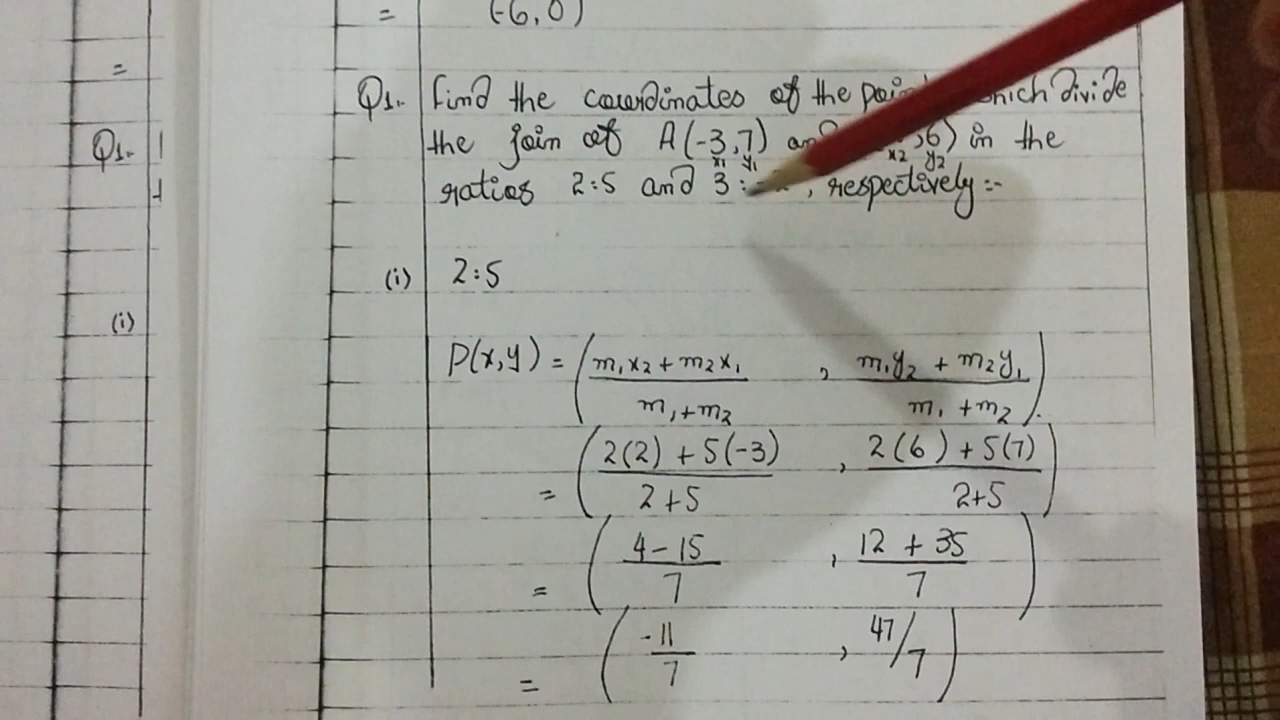 = (-6,0)
=
Q1. Find the coordinates of the which divide
Q1. the join of A(-3,7) ,6) in the
x₁ y₁ x₂ y₂
ratios 2:5 and 3: , respectively :-
(i) 2:5
(i)
P(x,y) = (m₁x₂ + m₂x₁ / m₁+m₂ , m₁y₂ + m₂y₁ / m₁ + m₂).
= (2(2) + 5(-3) / 2+5 , 2(6) + 5(7) / 2+5)
= (4-15 / 7 , 12 + 35 / 7)
= (-11 / 7 , 47/7)